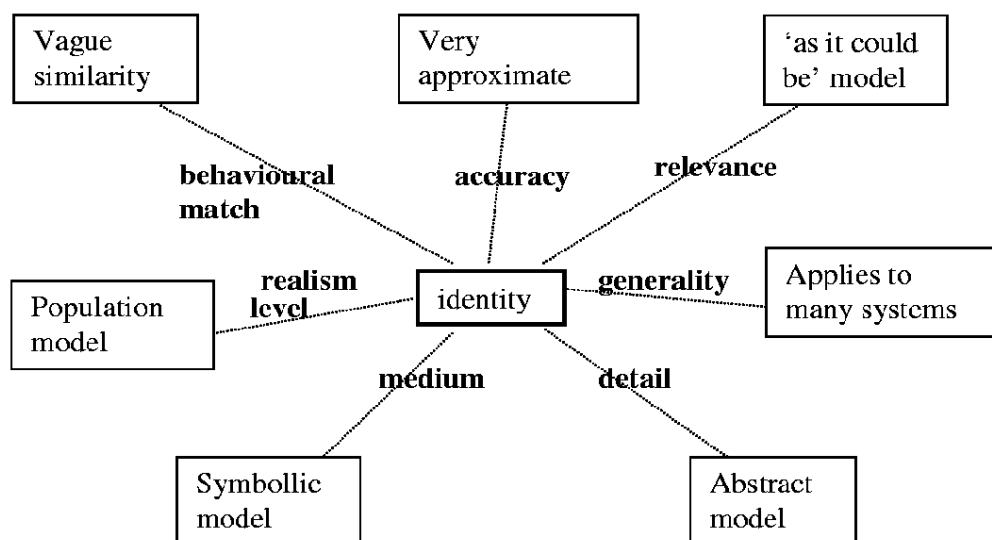 Vague
similarity
Very
approximate
‘as it could
be’ model
behavioural
match
accuracy
relevance
Population
model
realism
level
identity
generality
Applies to
many systems
medium
detail
Symbollic
model
Abstract
model